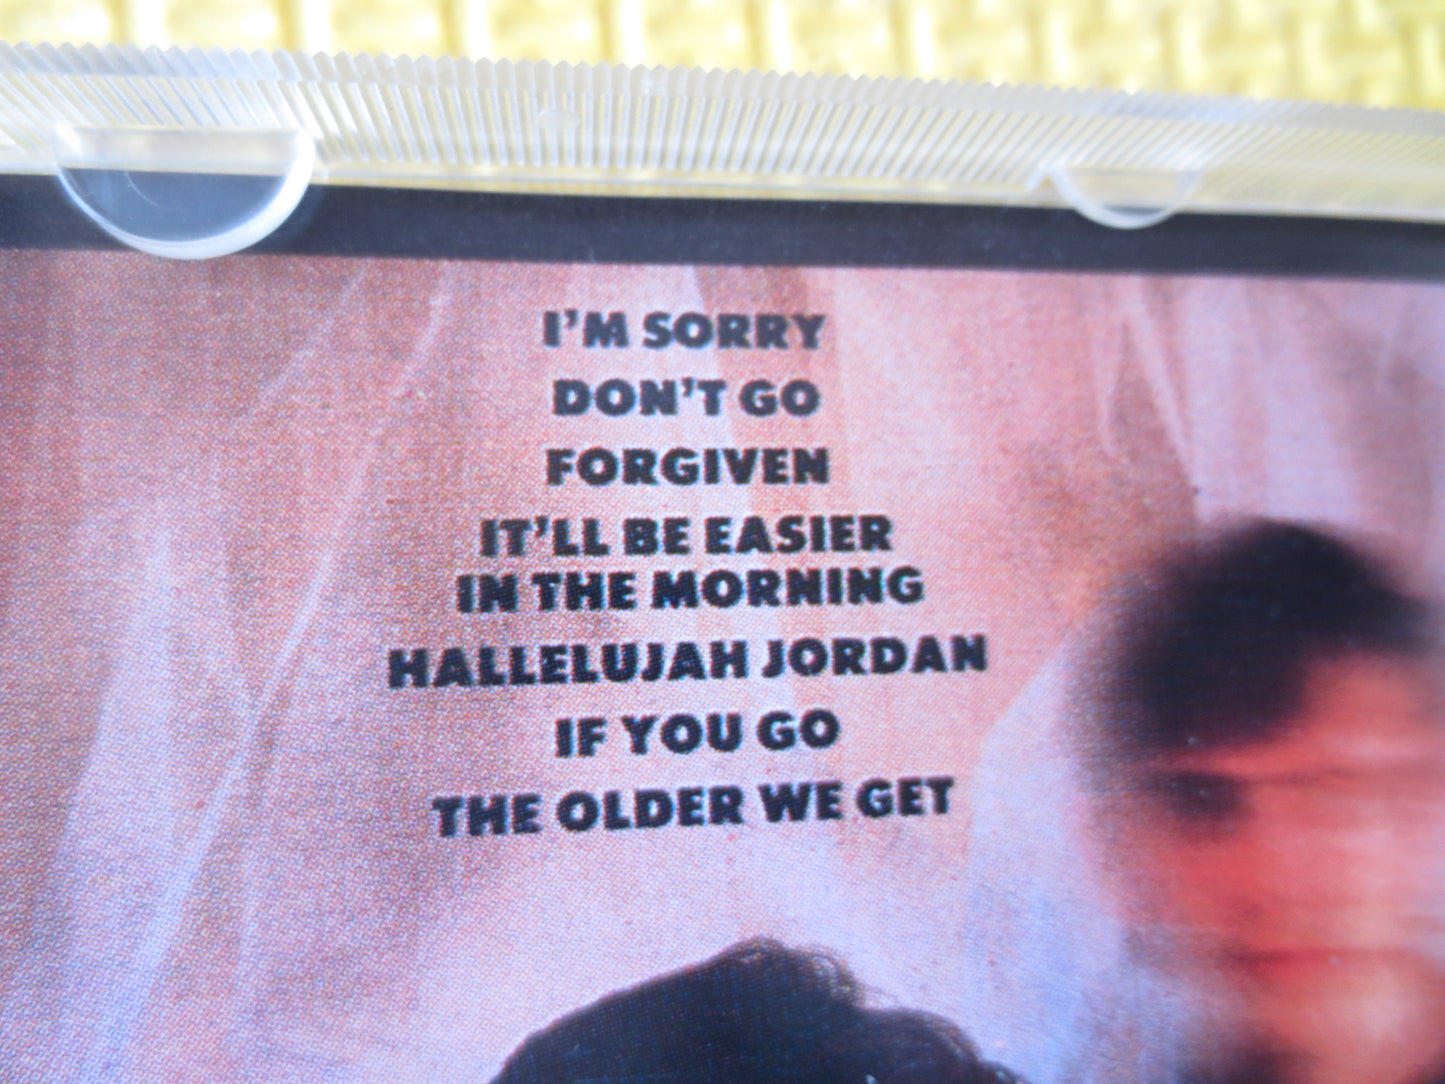 I'M SORRY
DON'T GO
FORGIVEN
IT'LL BE EASIER
IN THE MORNING
HALLELUJAH JORDAN
IF YOU GO
THE OLDER WE GET